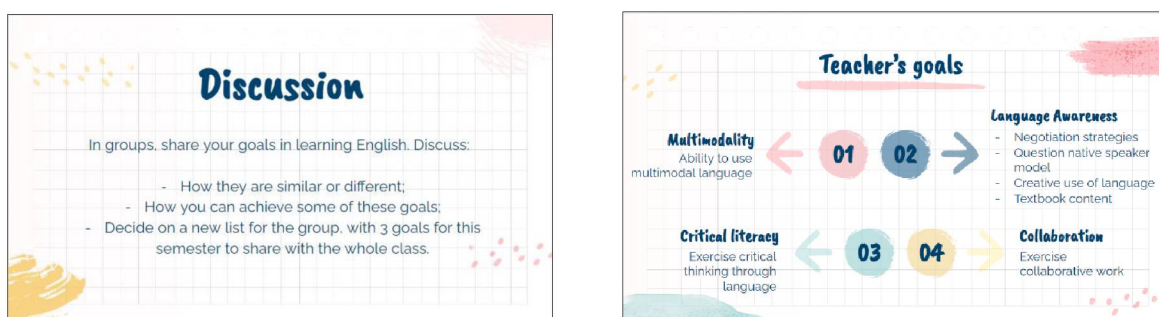 Discussion
In groups, share your goals in learning English. Discuss:
- How they are similar or different;
- How you can achieve some of these goals;
- Decide on a new list for the group, with 3 goals for this
semester to share with the whole class.
Teacher's goals
Multimodality
Ability to use
multimodal language
01
02
Language Awareness
- Negotiation strategies
- Question native speaker
model
- Creative use of language
- Textbook content
Critical literacy
Exercise critical
thinking through
language
03
04
Collaboration
Exercise
collaborative work